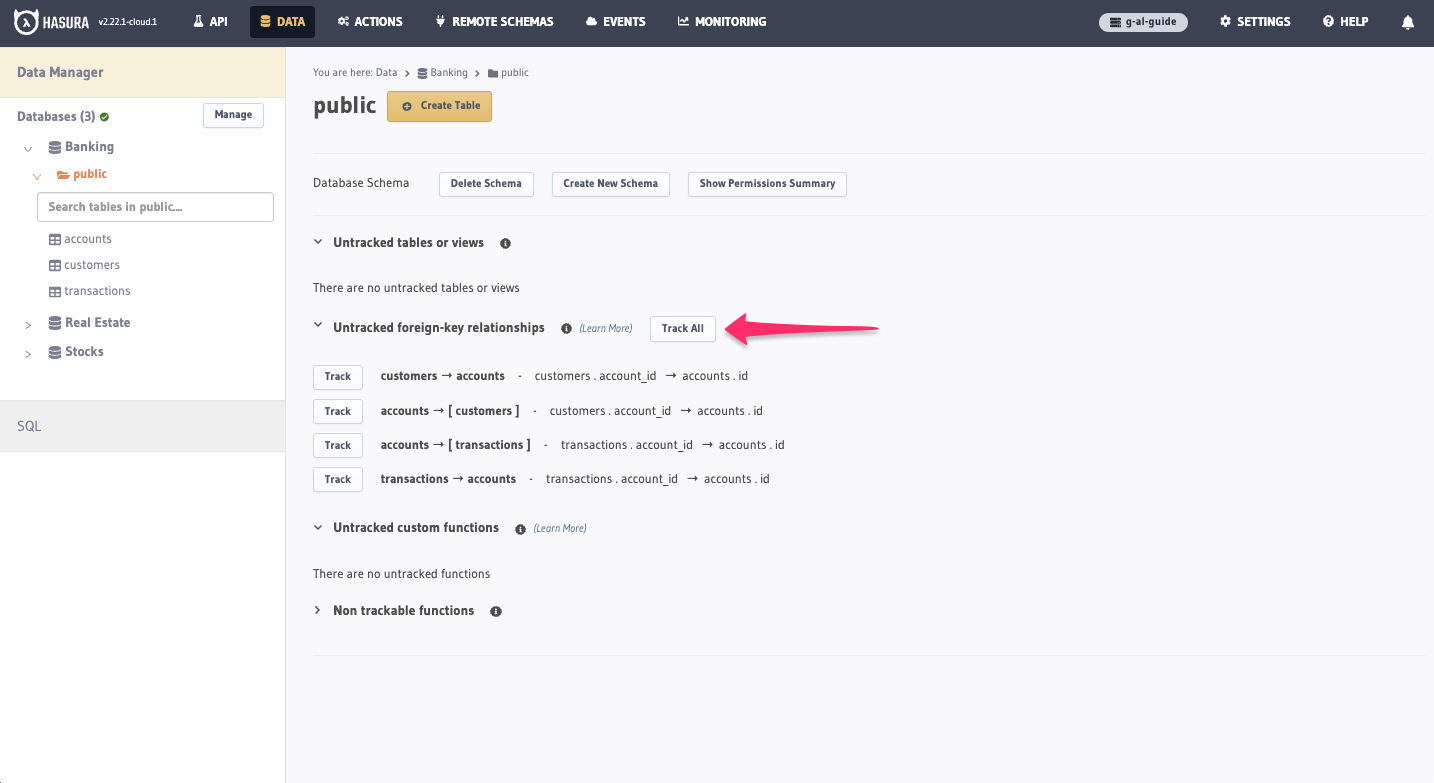 HASURA v2.22.1-cloud.1 API DATA ACTIONS REMOTE SCHEMAS EVENTS MONITORING g-al-guide SETTINGS HELP
Data Manager
Databases (3)
Manage
Banking
public
Search tables in public....
accounts
customers
transactions
Real Estate
Stocks
SQL
You are here: Data > Banking > public
public Create Table
Database Schema Delete Schema Create New Schema Show Permissions Summary
Untracked tables or views
There are no untracked tables or views
Untracked foreign-key relationships (Learn More) Track All
Track customers → accounts - customers . account_id → accounts . id
Track accounts → [ customers ] - customers . account_id → accounts . id
Track accounts → [ transactions ] - transactions . account_id → accounts . id
Track transactions → accounts - transactions . account_id → accounts . id
Untracked custom functions (Learn More)
There are no untracked functions
Non trackable functions